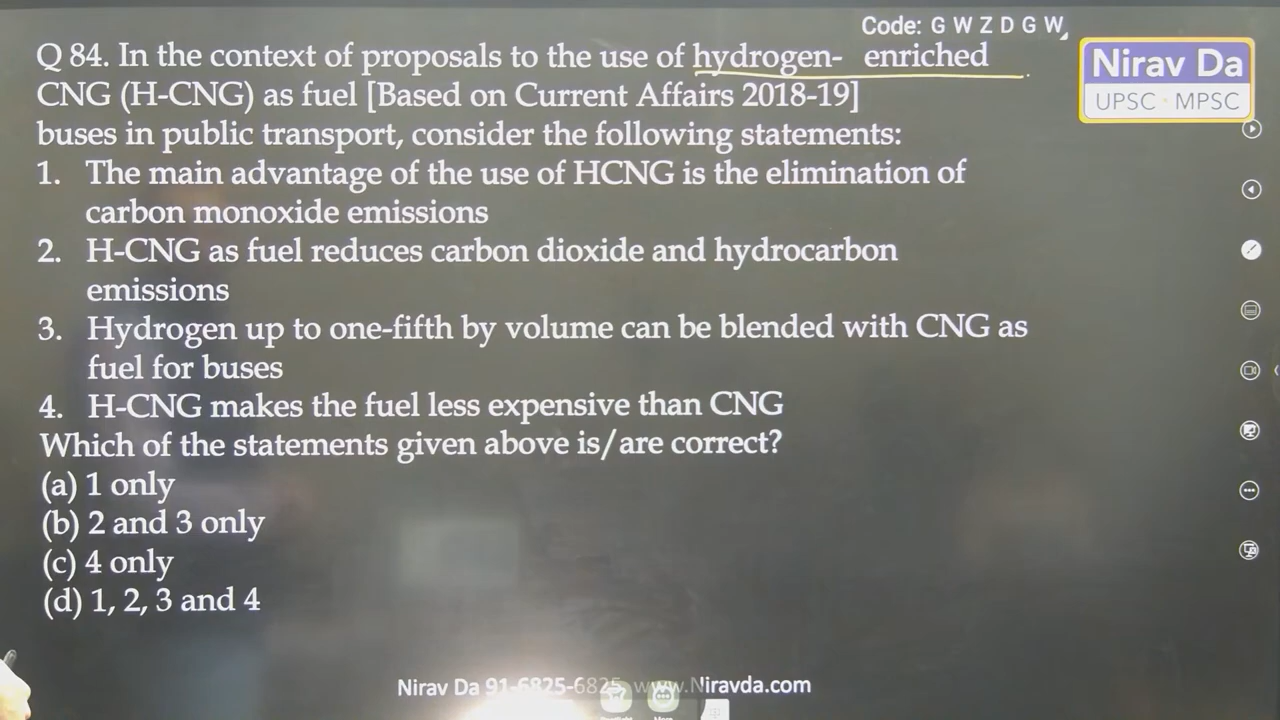 Code: G W Z D G W
Q 84. In the context of proposals to the use of hydrogen- enriched
CNG (H-CNG) as fuel [Based on Current Affairs 2018-19]
buses in public transport, consider the following statements:
1. The main advantage of the use of HCNG is the elimination of
carbon monoxide emissions
2. H-CNG as fuel reduces carbon dioxide and hydrocarbon
emissions
3. Hydrogen up to one-fifth by volume can be blended with CNG as
fuel for buses
4. H-CNG makes the fuel less expensive than CNG
Which of the statements given above is/are correct?
(a) 1 only
(b) 2 and 3 only
(c) 4 only
(d) 1, 2, 3 and 4
Nirav Da
UPSC MPSC
Nirav Da 91-6825-6825 www.Niravda.com